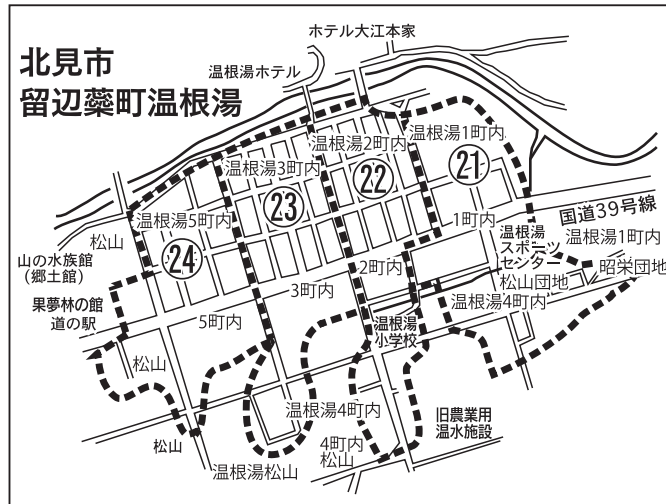 北見市
留辺蘂町温根湯
ホテル大江本家
温根湯ホテル
温根湯1町内
温根湯2町内
温根湯3町内
21
22
23
温根湯5町内
24
松山
山の水族館
(郷土館)
果夢林の館
道の駅
1町内
国道39号線
温根湯
スポーツ
センター
温根湯1町内
昭栄団地
松山団地
温根湯4町内
2町内
3町内
5町内
温根湯
小学校
松山
温根湯4町内
旧農業用
温水施設
松山
4町内
松山
温根湯松山